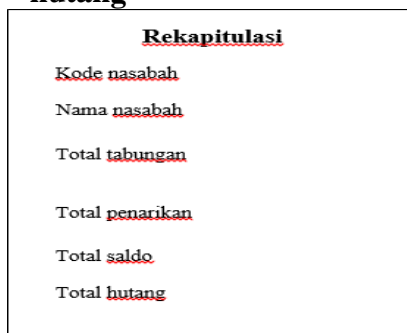 hutang
Rekapitulasi
Kode nasabah
Nama nasabah
Total tabungan
Total penarikan
Total saldo
Total hutang